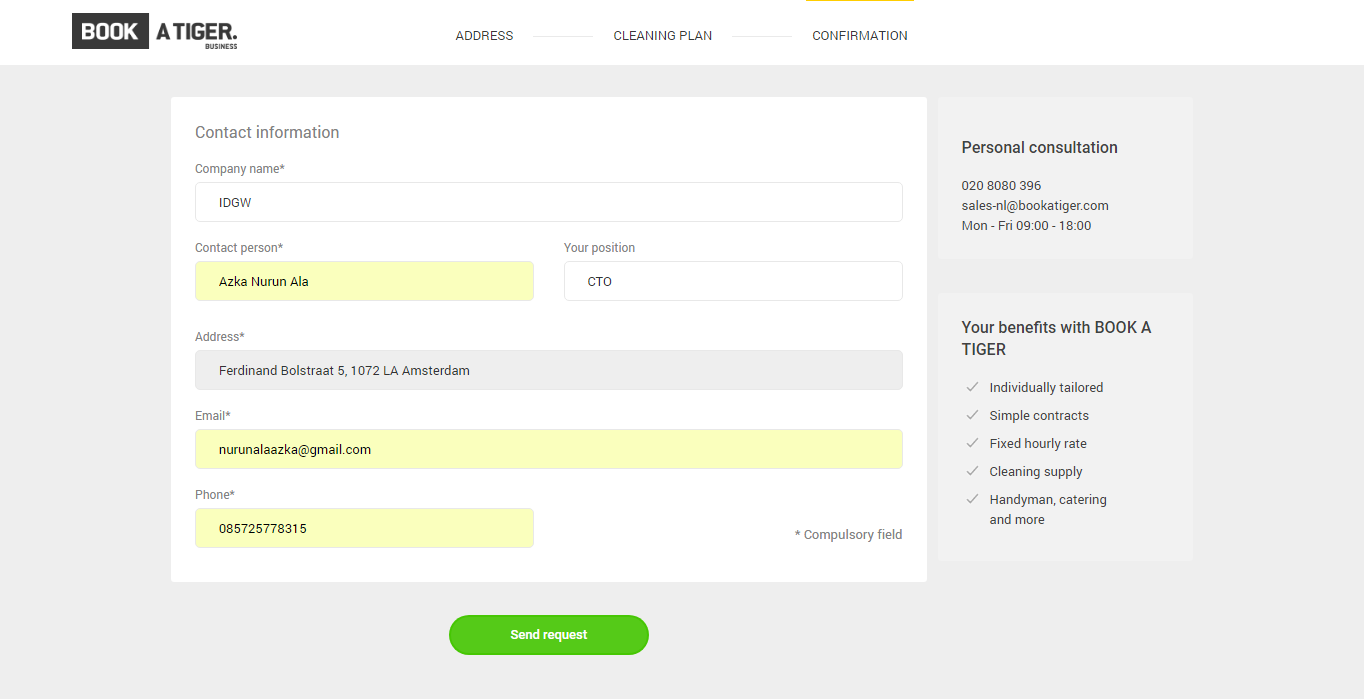 BOOK A TIGER.
BUSINESS
ADDRESS CLEANING PLAN CONFIRMATION
Contact information
Company name*
IDGW
Contact person* Your position
Azka Nurun Ala CTO
Address*
Ferdinand Bolstraat 5, 1072 LA Amsterdam
Email*
nurunalaazka@gmail.com
Phone*
085725778315
* Compulsory field
Send request
Personal consultation
020 8080 396
sales-nl@bookatiger.com
Mon - Fri 09:00 - 18:00
Your benefits with BOOK A
TIGER
Individually tailored
Simple contracts
Fixed hourly rate
Cleaning supply
Handyman, catering
and more